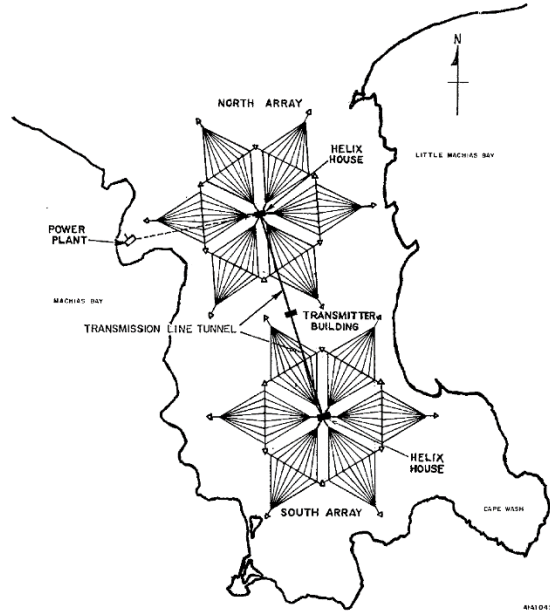 N
NORTH ARRAY
HELIX
HOUSE
LITTLE MACHIAS BAY
POWER
PLANT
MACHIAS BAY
TRANSMISSION LINE TUNNEL
TRANSMITTER
BUILDING
HELIX
HOUSE
SOUTH ARRAY
CAPE WASH